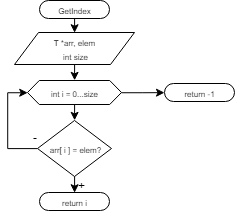 GetIndex
T *arr, elem
int size
int i = 0...size
return -1
-
arr[ i ] = elem?
+
return i